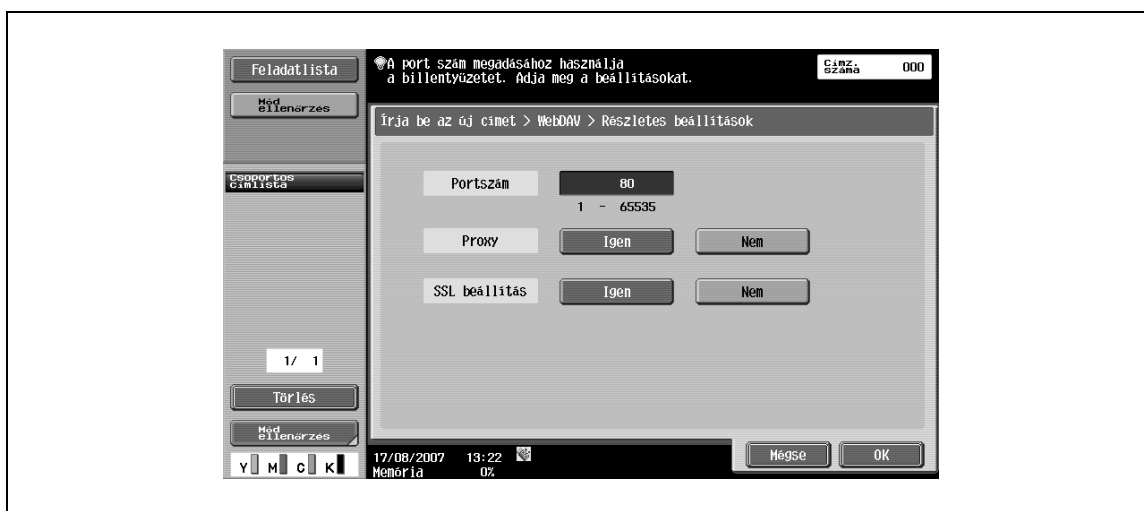 Feladatlista
Mód
ellenőrzés
Csoportos
címlista
1/ 1
Törlés
Mód
ellenőrzés
Y M C K
A port szám megadásához használja
a billentyűzetet. Adja meg a beállításokat.
Címz.
száma 000
Írja be az új címet > WebDAV > Részletes beállítások
Portszám 80
1 - 65535
Proxy Igen Nem
SSL beállítás Igen Nem
17/08/2007 13:22
Memória 0%
Mégse OK